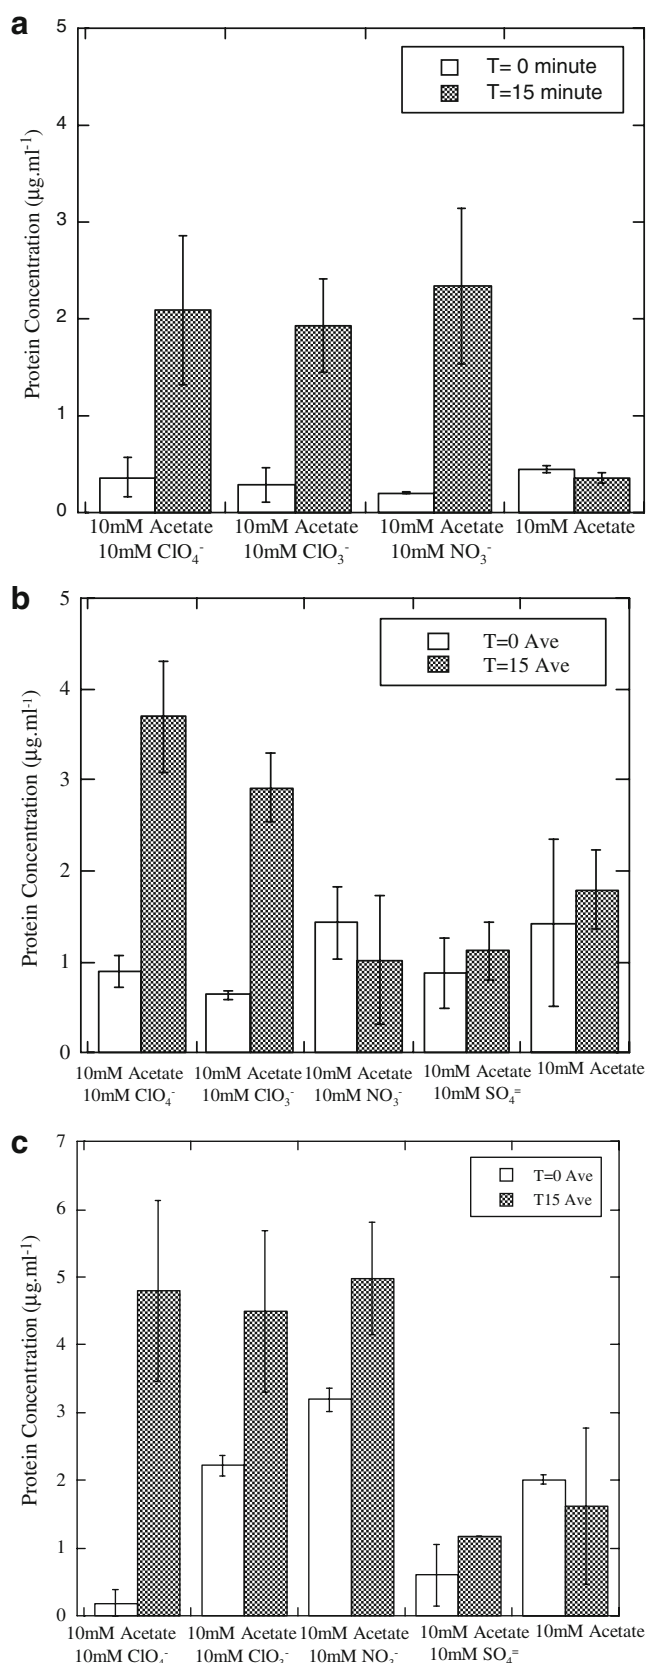 a
5
T= 0 minute
T=15 minute
4
3
2
1
0
Protein Concentration (µg.ml⁻¹)
10mM Acetate 10mM Acetate 10mM Acetate 10mM Acetate
10mM ClO₄⁻ 10mM ClO₃⁻ 10mM NO₃⁻
b
5
T=0 Ave
T=15 Ave
4
3
2
1
0
Protein Concentration (µg.ml⁻¹)
10mM Acetate 10mM Acetate 10mM Acetate 10mM Acetate 10mM Acetate
10mM ClO₄⁻ 10mM ClO₃⁻ 10mM NO₃⁻ 10mM SO₄⁼
c
7
T=0 Ave
T15 Ave
6
5
4
3
2
1
0
Protein Concentration (µg.ml⁻¹)
10mM Acetate 10mM Acetate 10mM Acetate 10mM Acetate 10mM Acetate
10mM ClO₄⁻ 10mM ClO₃⁻ 10mM NO₃⁻ 10mM SO₄⁼